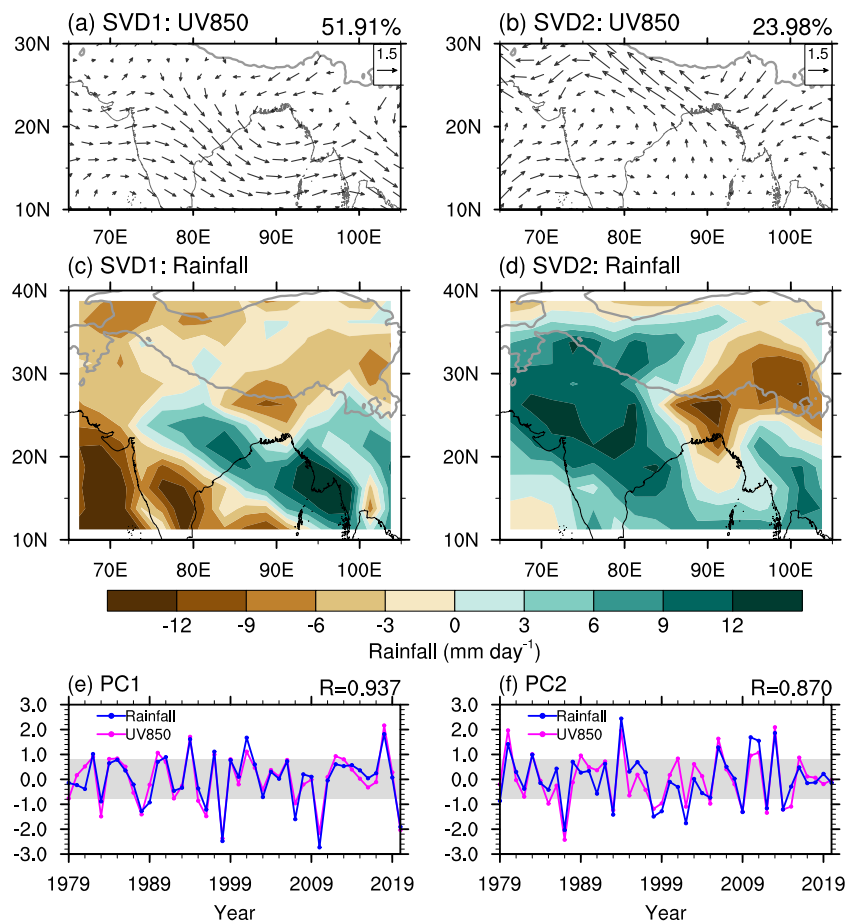 (a) SVD1: UV850 51.91%
(b) SVD2: UV850 23.98%
30N
20N
10N
1.5
70E 80E 90E 100E
30N
20N
10N
1.5
70E 80E 90E 100E
(c) SVD1: Rainfall
(d) SVD2: Rainfall
40N
30N
20N
10N
70E 80E 90E 100E
40N
30N
20N
10N
70E 80E 90E 100E
-12 -9 -6 -3 0 3 6 9 12
Rainfall (mm day⁻¹)
(e) PC1 R=0.937
(f) PC2 R=0.870
3.0
2.0
1.0
0.0
-1.0
-2.0
-3.0
Rainfall
UV850
1979 1989 1999 2009 2019
Year
3.0
2.0
1.0
0.0
-1.0
-2.0
-3.0
Rainfall
UV850
1979 1989 1999 2009 2019
Year